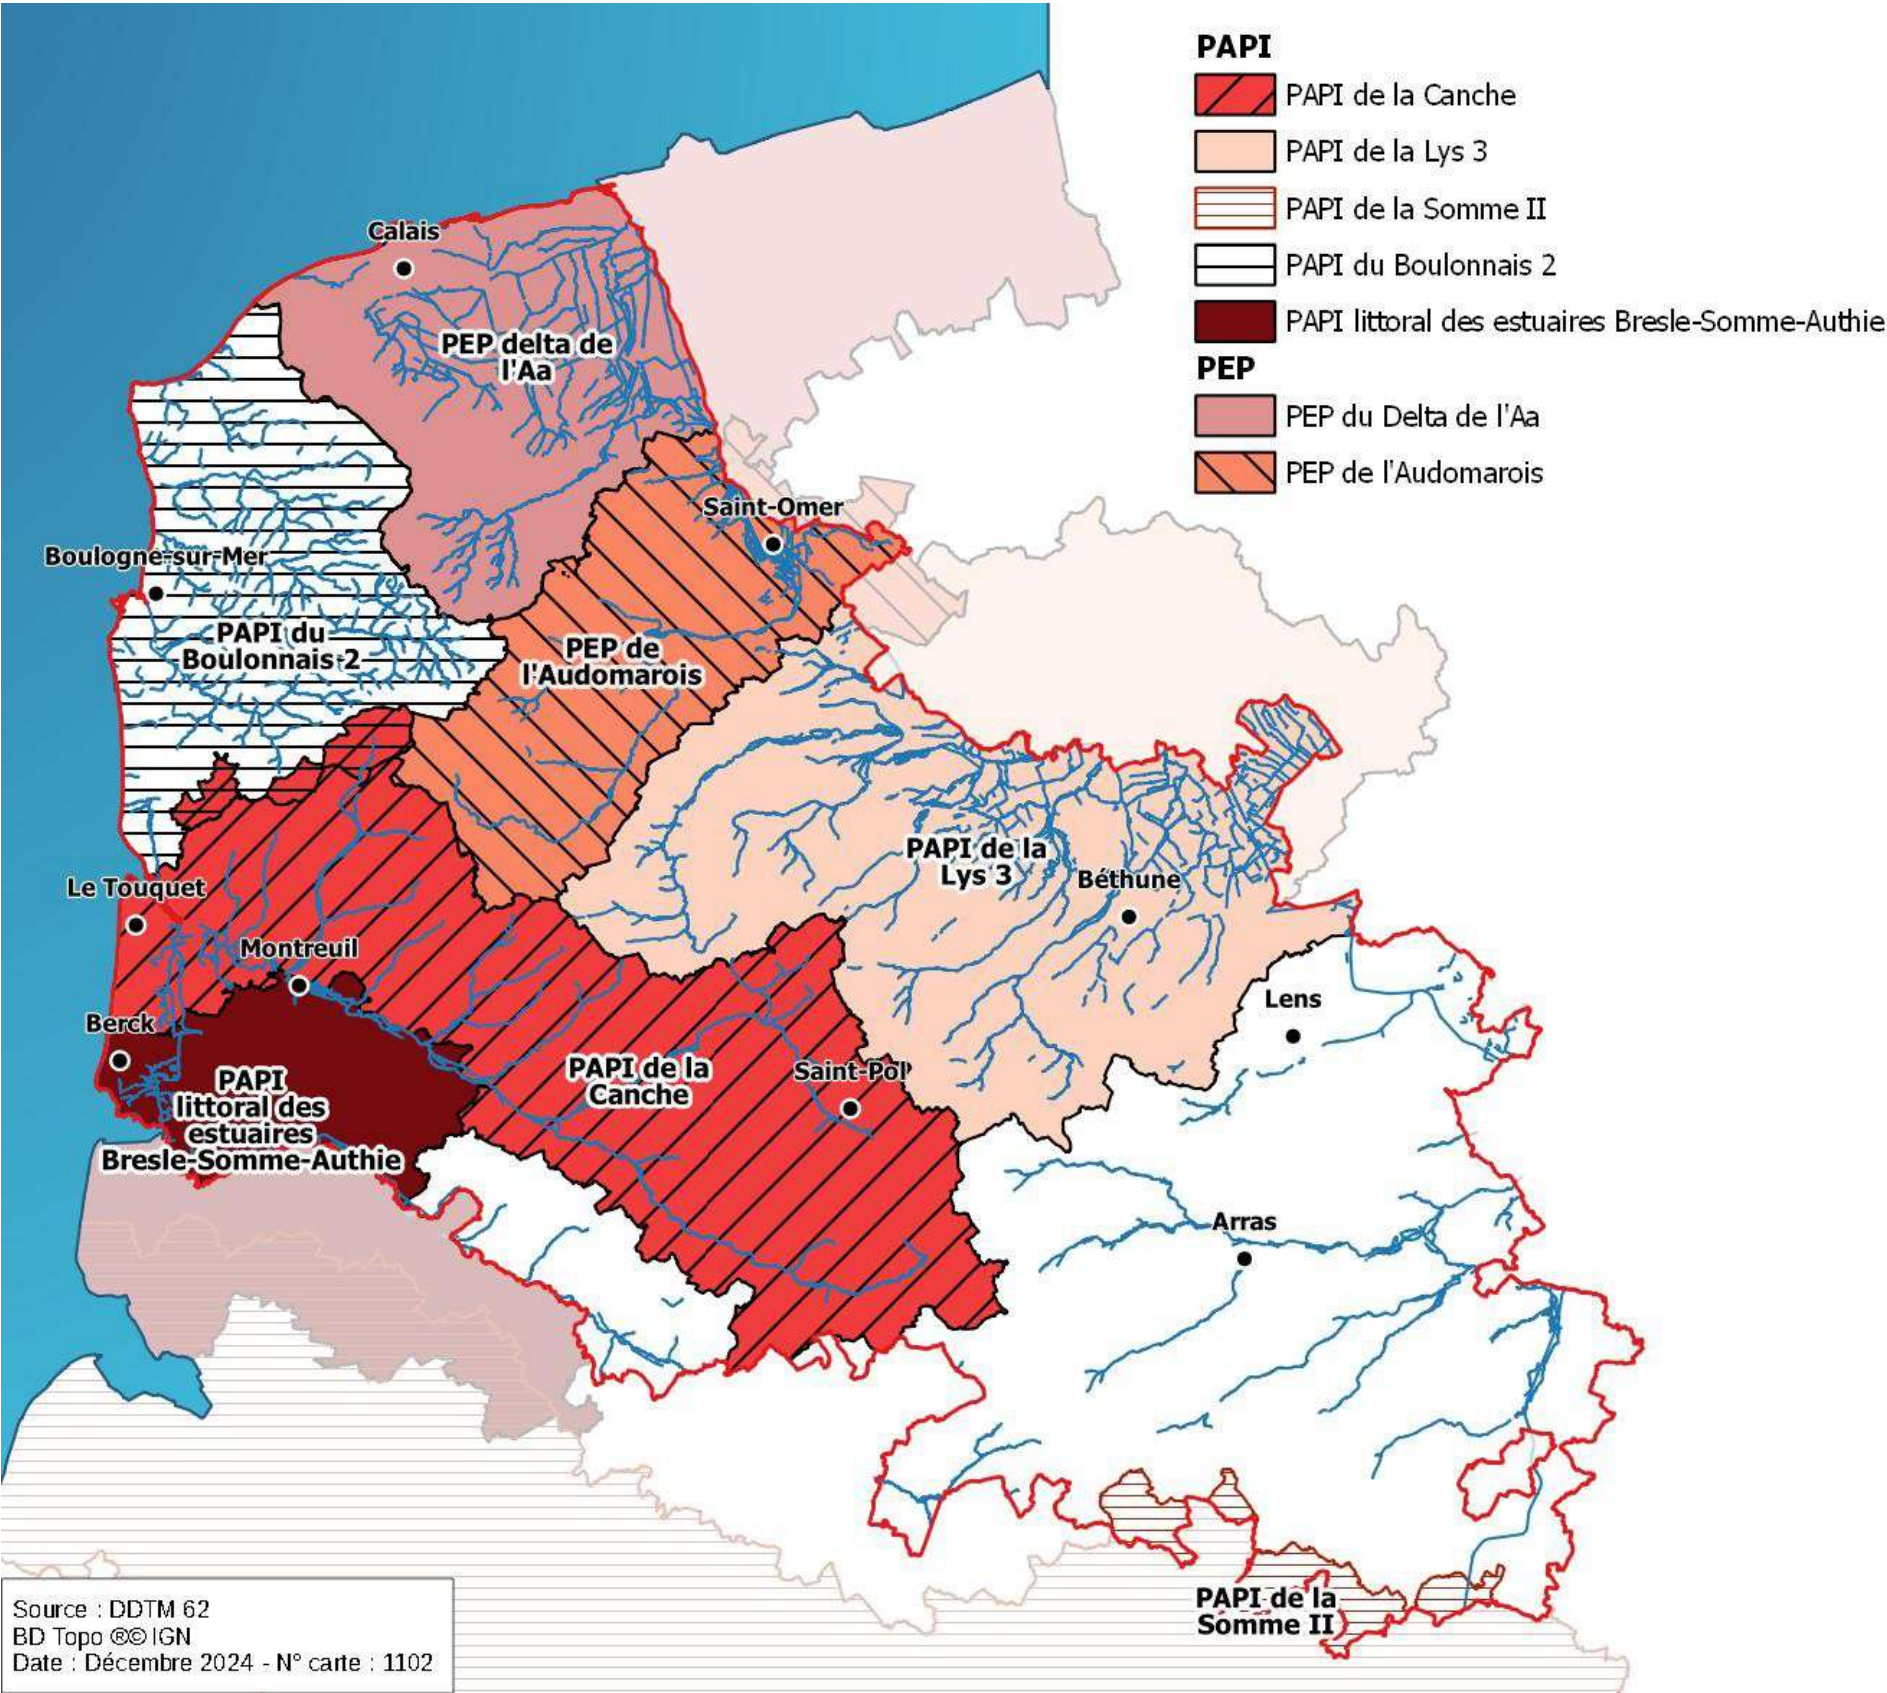 PAPI
PAPI de la Canche
PAPI de la Lys 3
PAPI de la Somme II
PAPI du Boulonnais 2
PAPI littoral des estuaires Bresle-Somme-Authie
PEP
PEP du Delta de l'Aa
PEP de l'Audomarois
Calais
PEP delta de
l'Aa
Saint-Omer
Boulogne-sur-Mer
PAPI du
Boulonnais 2
PEP de
l'Audomarois
PAPI de la
Lys 3
Béthune
Le Touquet
Montreuil
Lens
Berck
PAPI
littoral des
estuaires
Bresle-Somme-Authie
PAPI de la
Canche
Saint-Pol
Arras
PAPI de la
Somme II
Source : DDTM 62
BD Topo ®© IGN
Date : Décembre 2024 - N° carte : 1102